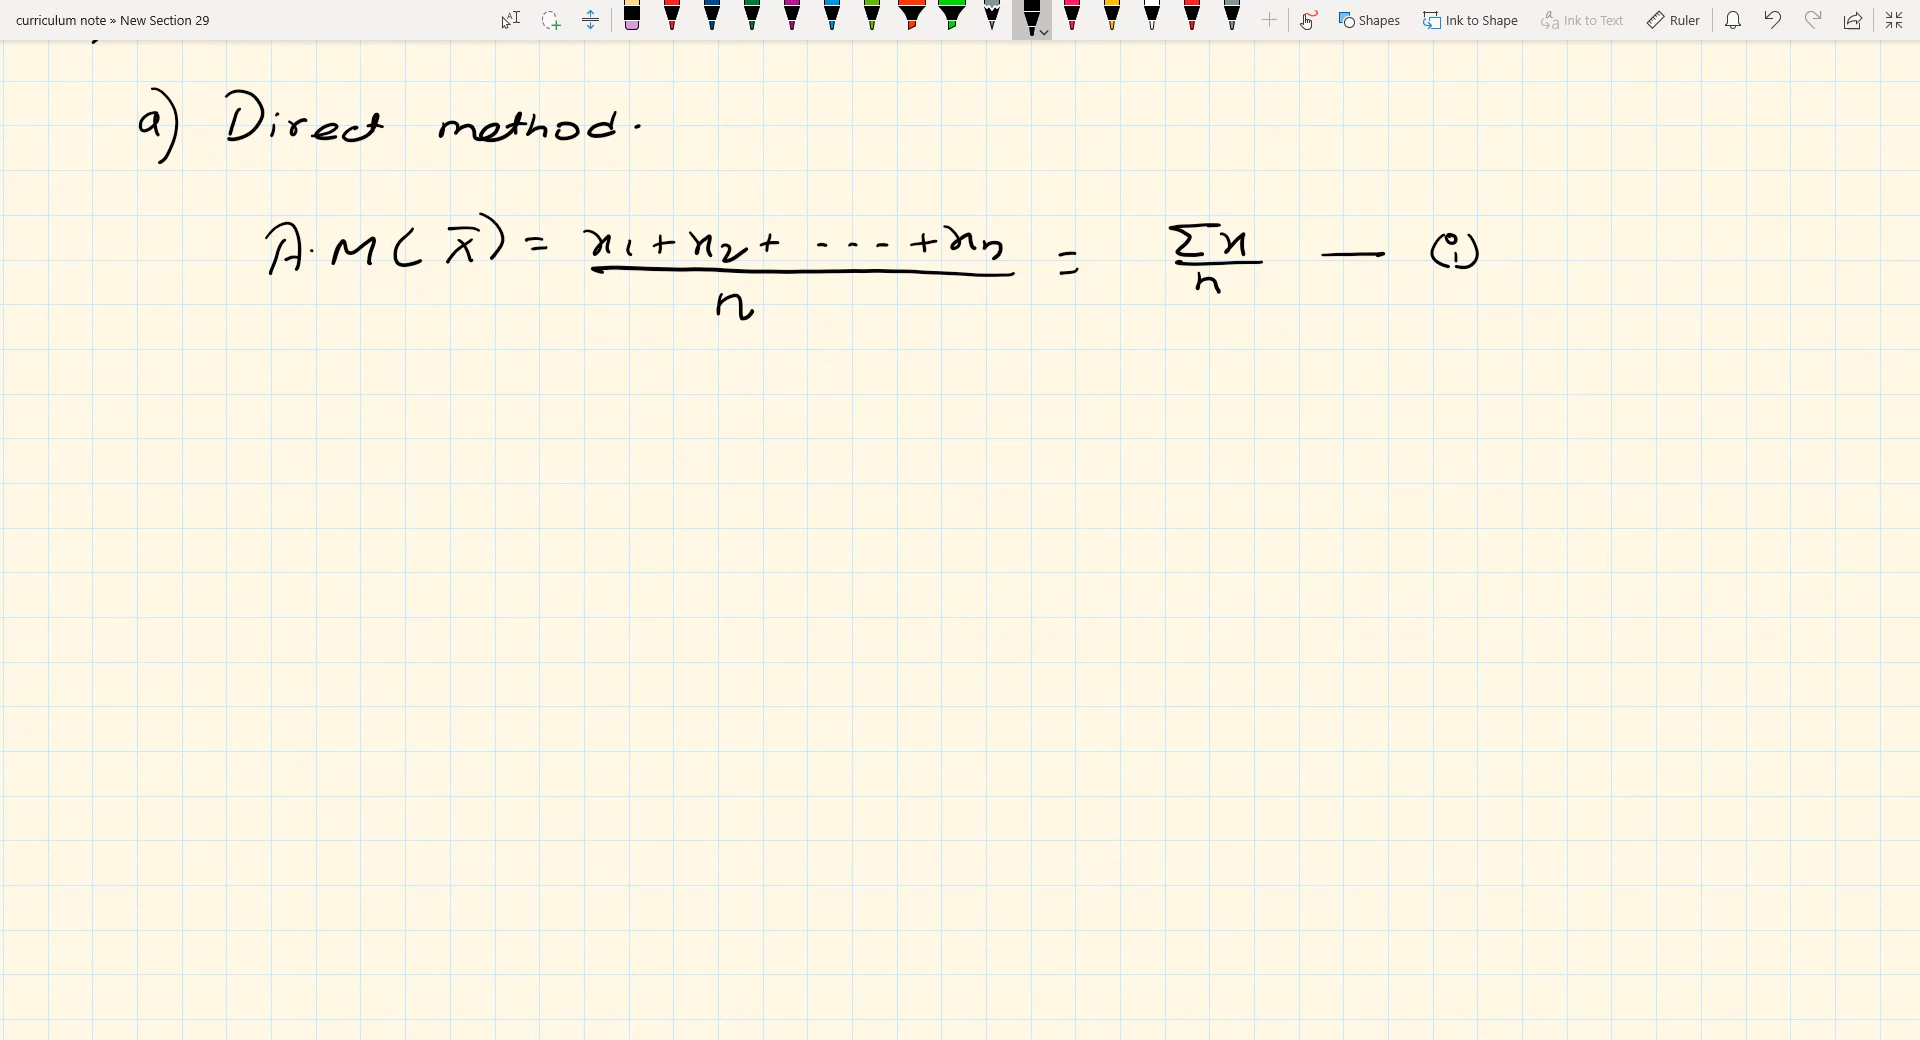 curriculum note » New Section 29
Shapes Ink to Shape Ink to Text Ruler
a) Direct method.
A.M(x̄) = x₁ + x₂ + ---- + xₙ / n = Σx / n — (i)